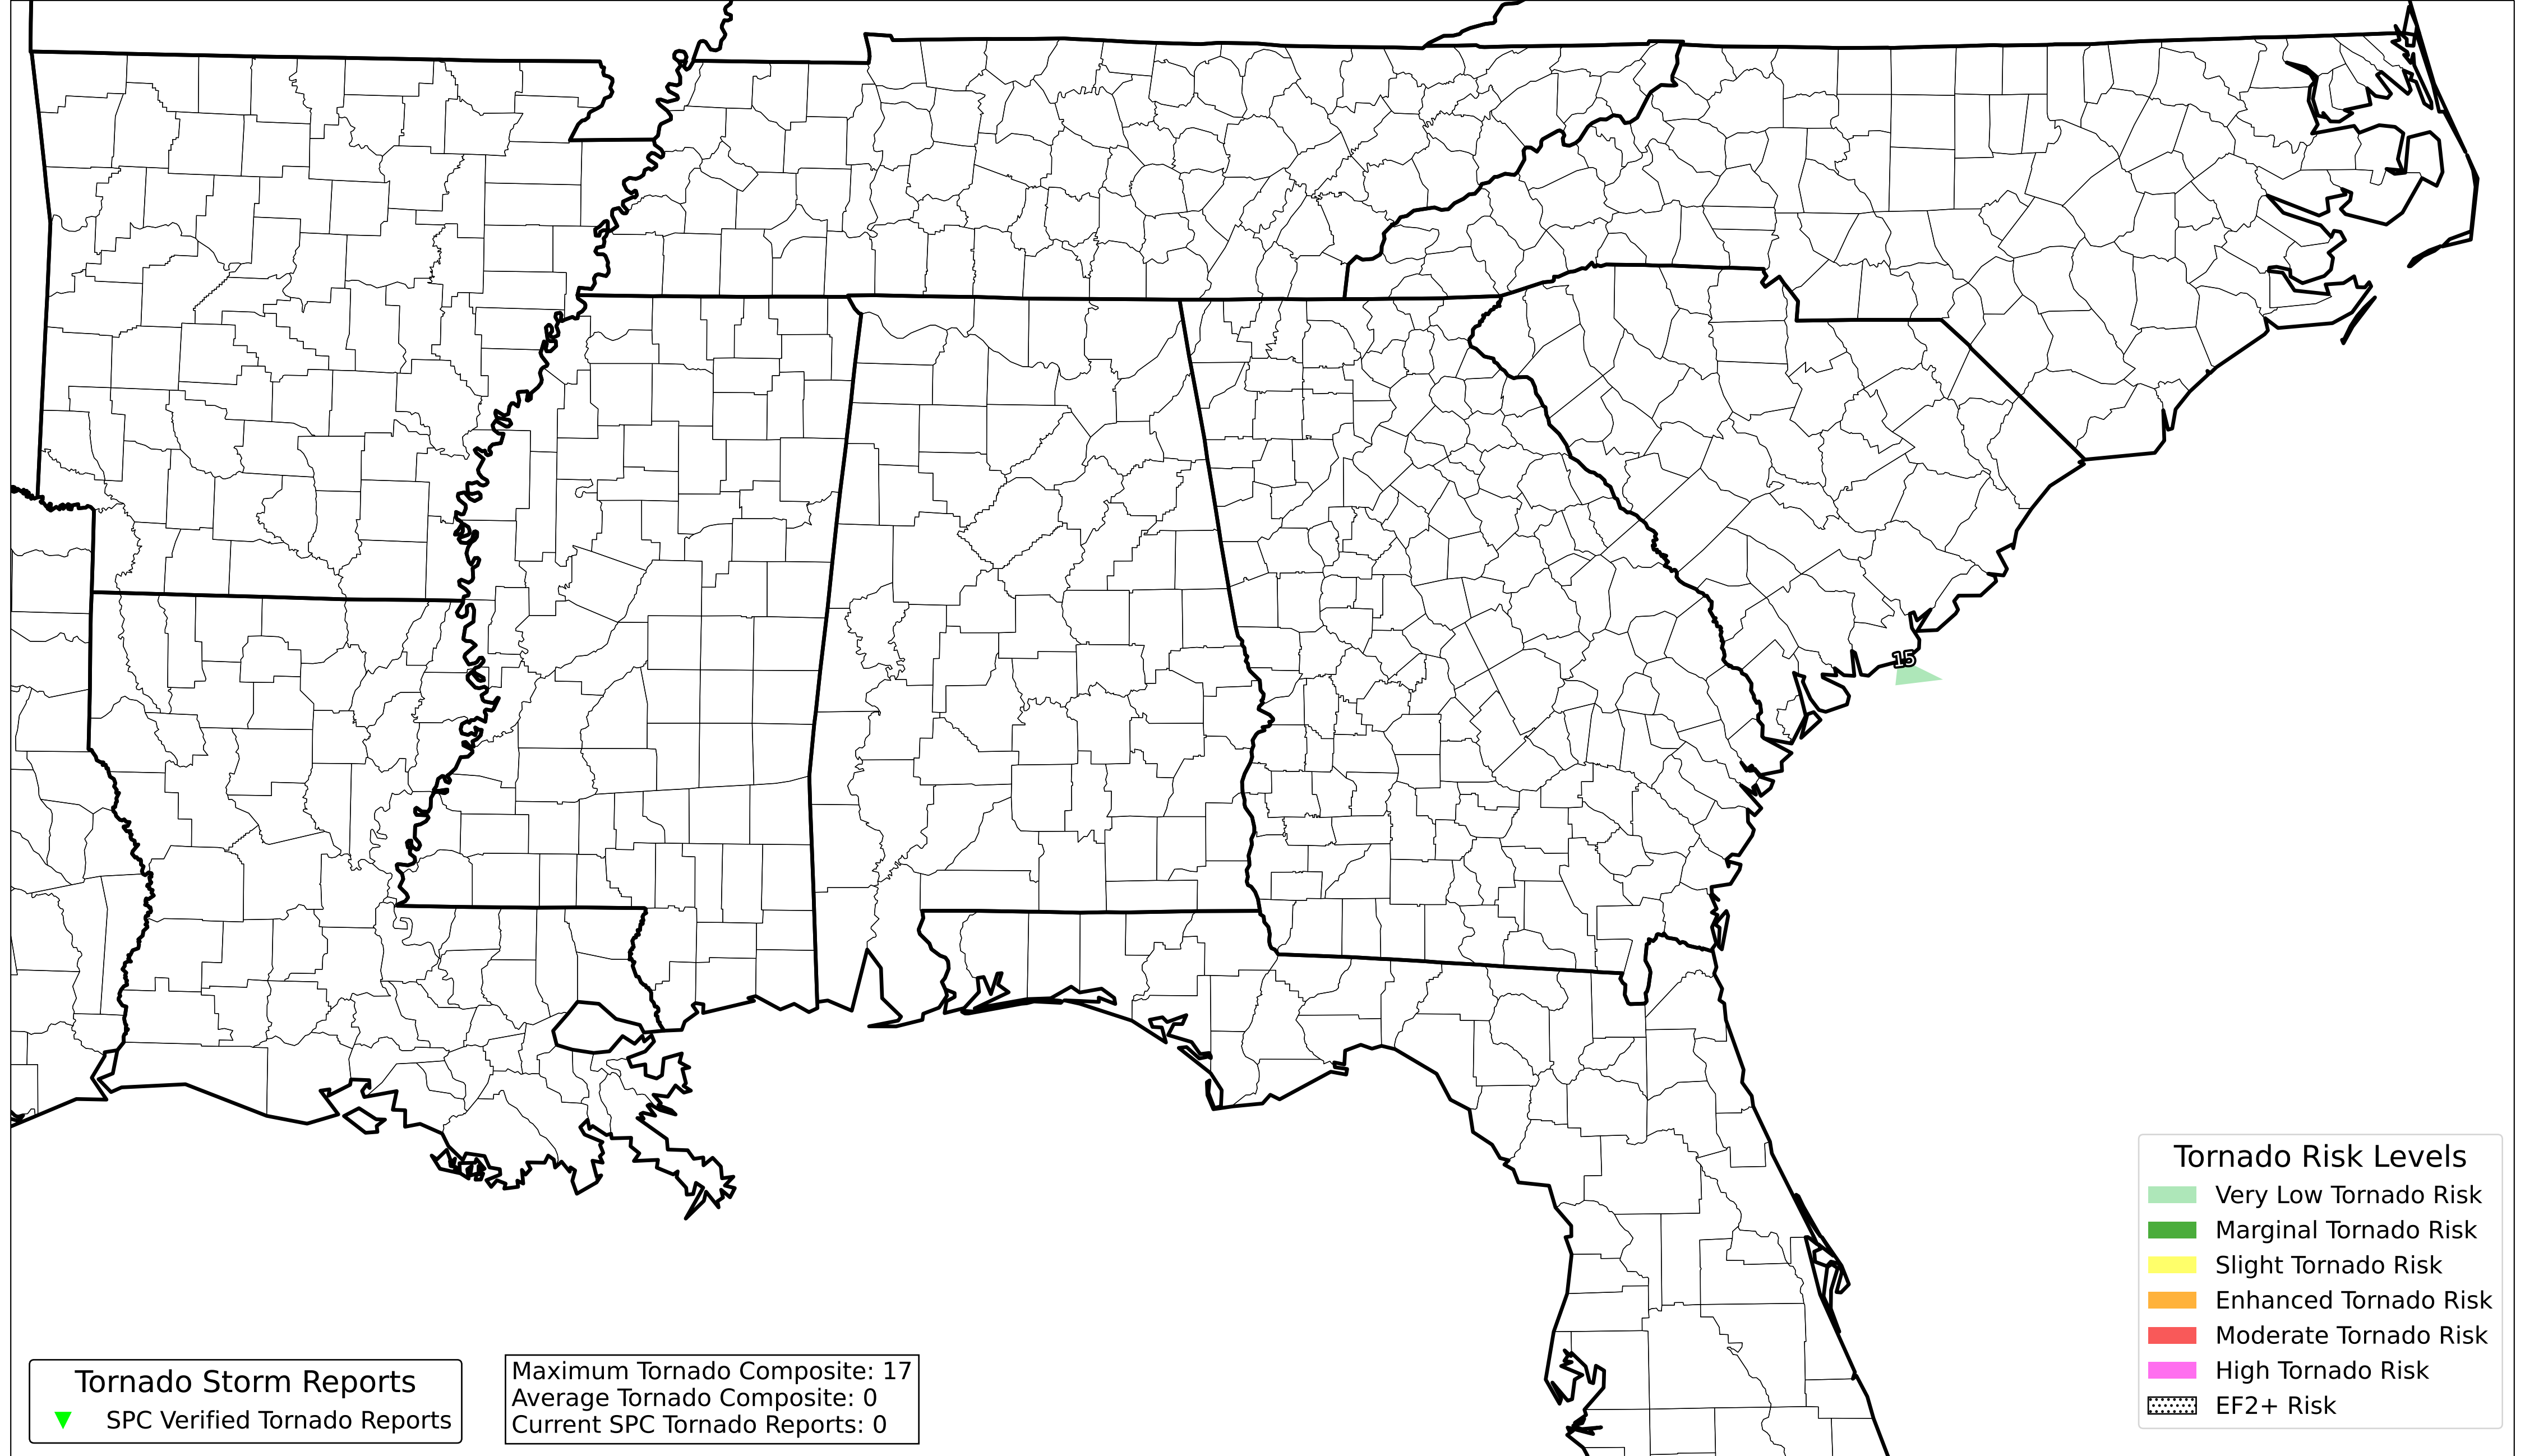 15
Tornado Risk Levels
Very Low Tornado Risk
Marginal Tornado Risk
Slight Tornado Risk
Enhanced Tornado Risk
Moderate Tornado Risk
High Tornado Risk
EF2+ Risk
Tornado Storm Reports
SPC Verified Tornado Reports
Maximum Tornado Composite: 17
Average Tornado Composite: 0
Current SPC Tornado Reports: 0